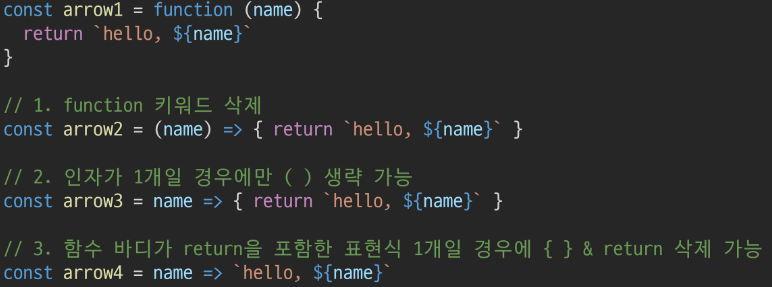 const arrow1 = function (name) {
  return `hello, ${name}`
}
// 1. function 키워드 삭제
const arrow2 = (name) => { return `hello, ${name}` }
// 2. 인자가 1개일 경우에만 ( ) 생략 가능
const arrow3 = name => { return `hello, ${name}` }
// 3. 함수 바디가 return을 포함한 표현식 1개일 경우에 { } & return 삭제 가능
const arrow4 = name => `hello, ${name}`